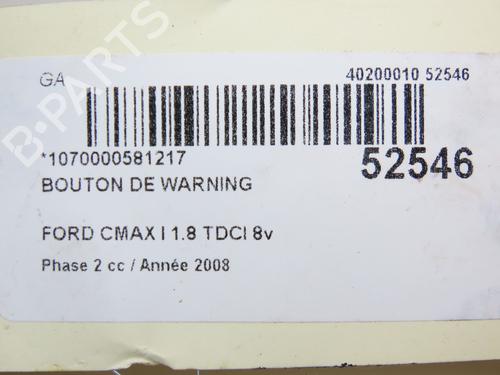 GA
40200010 52546
*1070000581217
52546
BOUTON DE WARNING
FORD CMAX I 1.8 TDCI 8v
Phase 2 cc / Année 2008
B-PARTS